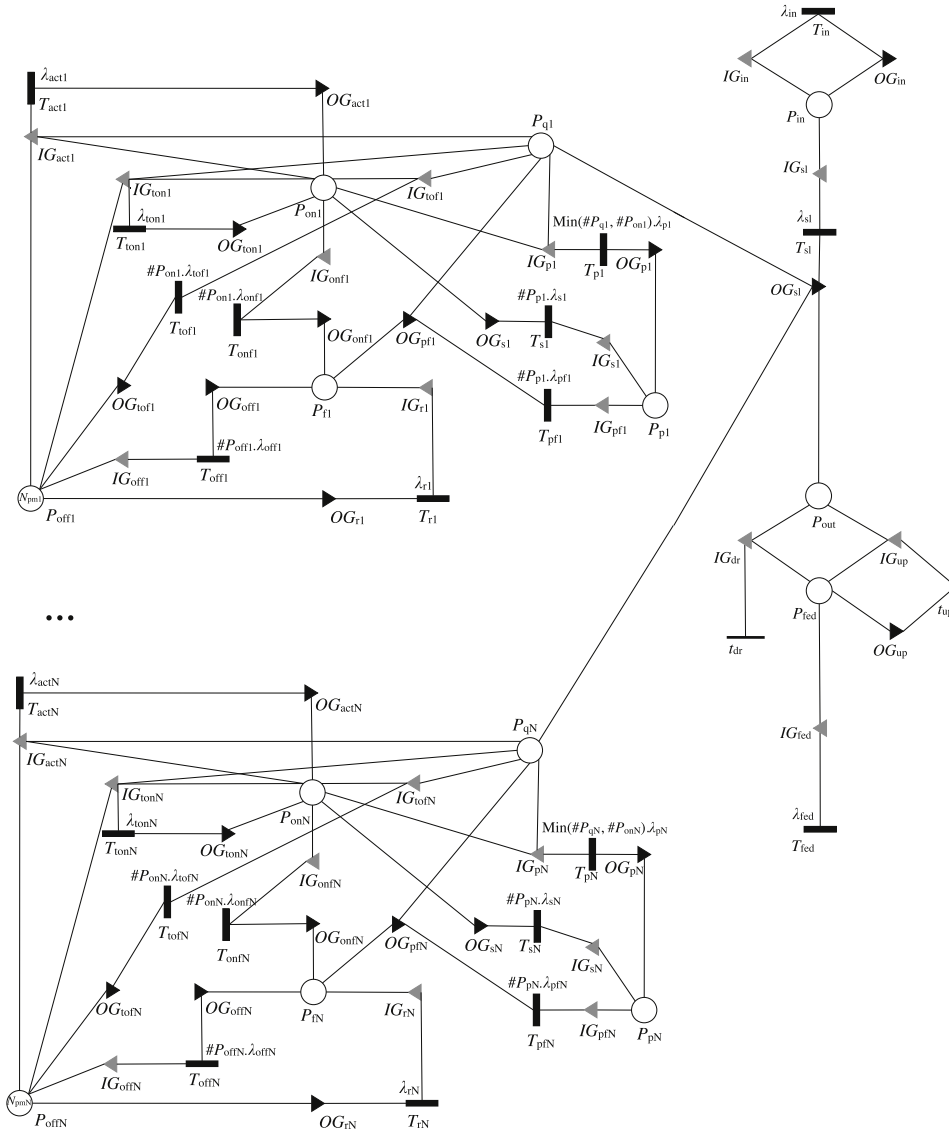 λin
Tin
IGin
OGin
Pin
IGsl
λsl
Tsl
OGsl
Pout
IGdr
IGup
Pfed
tup
tdr
OGup
IGfed
λfed
Tfed
λact1
Tact1
OGact1
IGact1
Pq1
IGton1
IGtof1
Pon1
λton1
Tton1
OGton1
Min(#Pq1, #Pon1).λp1
IGp1
Tp1
OGp1
IGonf1
#Pon1.λtof1
Ttof1
#Pon1.λonf1
Tonf1
OGonf1
OGpf1
OGs1
#Pp1.λs1
Ts1
IGs1
OGtof1
OGoff1
Pf1
IGr1
#Pp1.λpf1
Tpf1
IGpf1
Pp1
IGoff1
#Poff1.λoff1
Toff1
Npm1
Poff1
OGr1
λr1
Tr1
...
λactN
TactN
OGactN
IGactN
PqN
IGtonN
IGtofN
PonN
λtonN
TtonN
OGtonN
Min(#PqN, #PonN).λpN
IGpN
TpN
OGpN
IGonfN
#PonN.λtofN
TtofN
#PonN.λonfN
TonfN
OGonfN
OGpfN
OGsN
#PpN.λsN
TsN
IGsN
OGtofN
OGoffN
PfN
IGrN
#PpN.λpfN
TpfN
IGpfN
PpN
IGoffN
#PoffN.λoffN
ToffN
NpmN
PoffN
OGrN
λrN
TrN